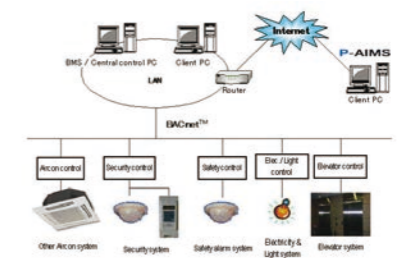 Internet
P-AIMS
BMS / Central control PC
Client PC
LAN
Router
Client PC
BACnet™
Aircon control
Security control
Safety control
Elec. / Light
control
Elevator control
Other Aircon system
Security system
Safety alarm system
Electricity &
Light system
Elevator system